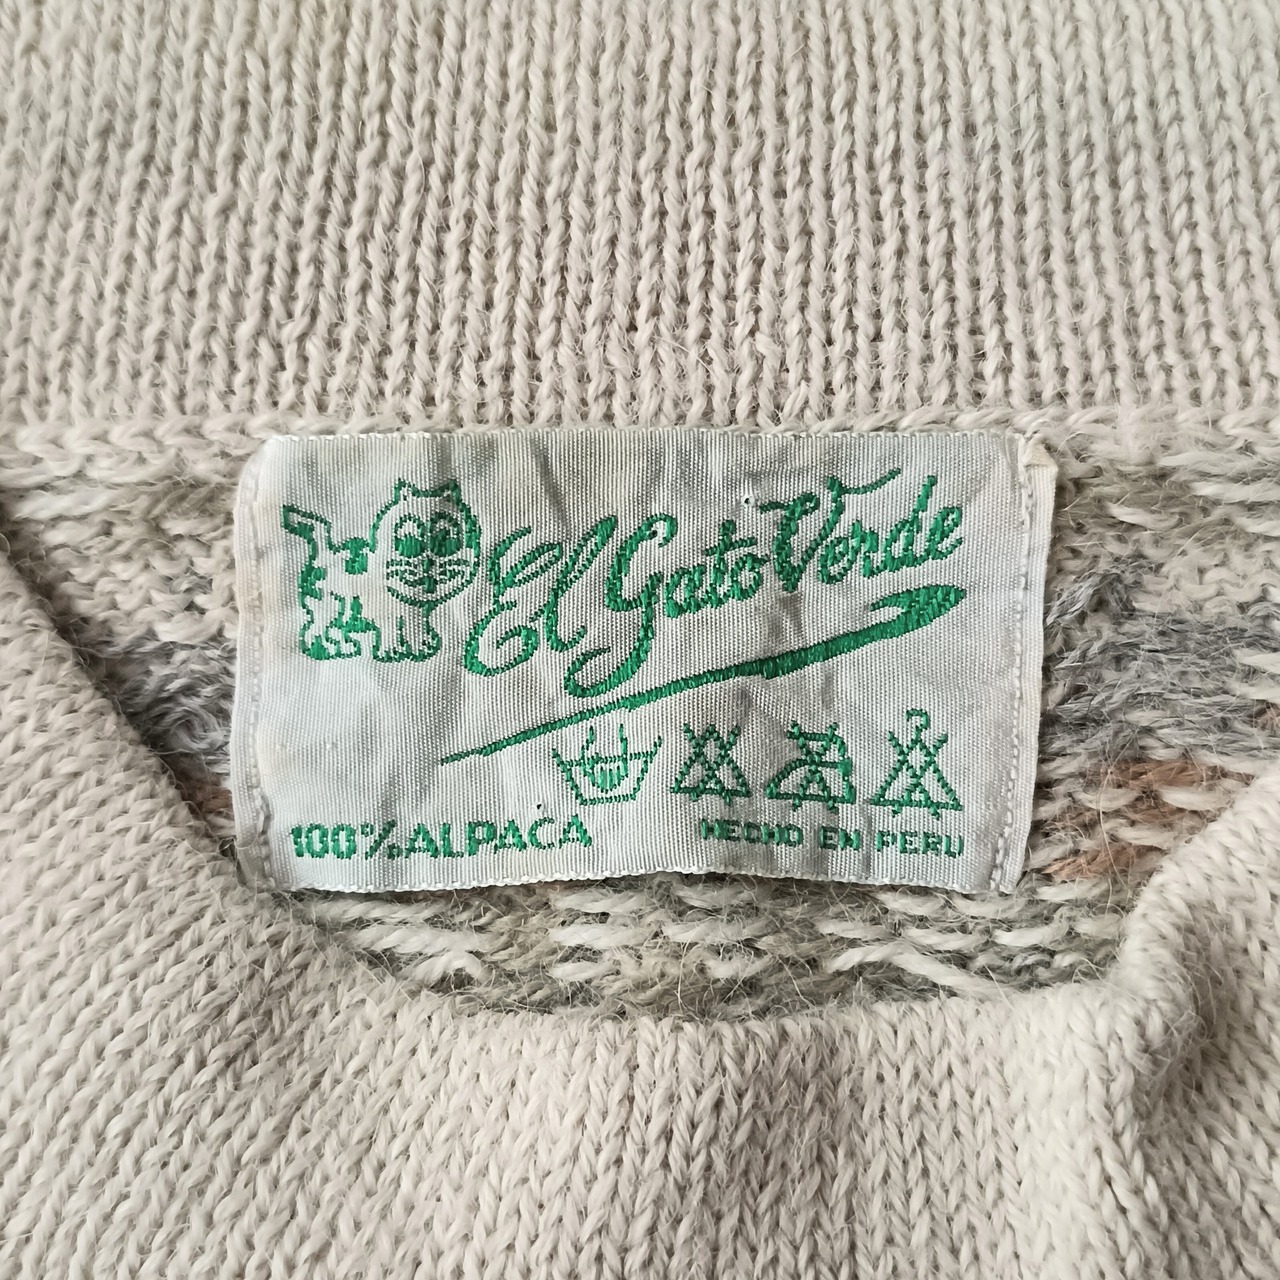 El Gato Verde
100% ALPACA
HECHO EN PERU